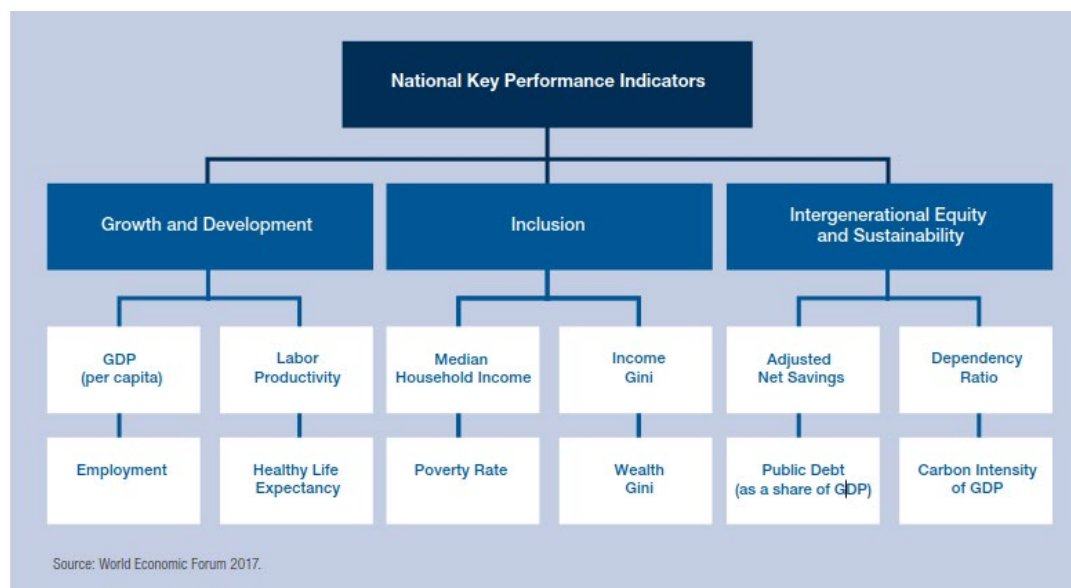 National Key Performance Indicators
Growth and Development
Inclusion
Intergenerational Equity
and Sustainability
GDP
(per capita)
Labor
Productivity
Median
Household Income
Income
Gini
Adjusted
Net Savings
Dependency
Ratio
Employment
Healthy Life
Expectancy
Poverty Rate
Wealth
Gini
Public Debt
(as a share of GDP)
Carbon Intensity
of GDP
Source: World Economic Forum 2017.